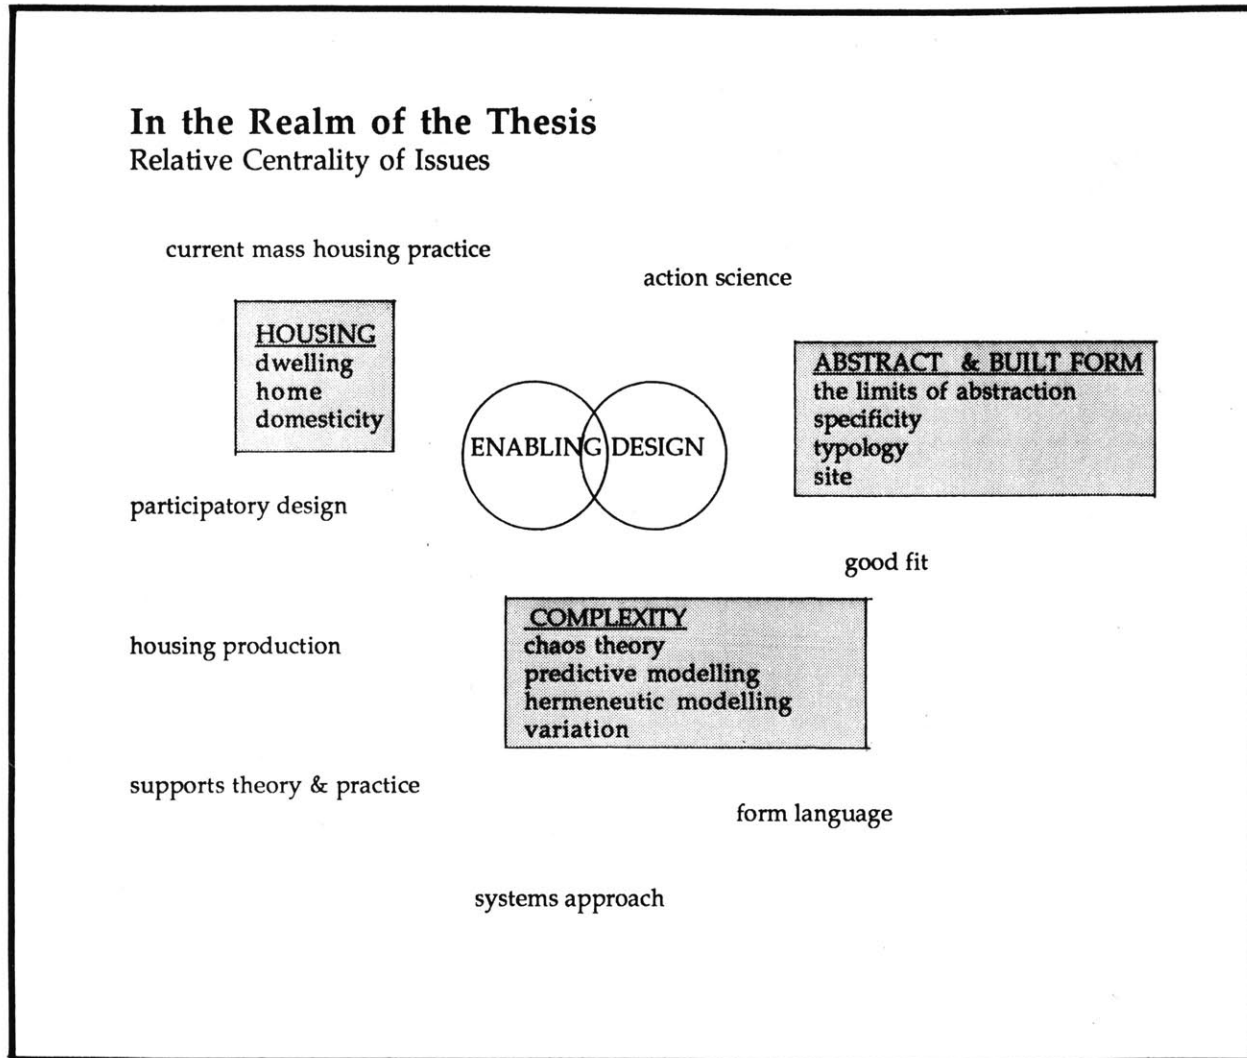 In the Realm of the Thesis
Relative Centrality of Issues
current mass housing practice
action science
HOUSING
dwelling
home
domesticity
ABSTRACT & BUILT FORM
the limits of abstraction
specificity
typology
site
ENABLING DESIGN
participatory design
good fit
COMPLEXITY
chaos theory
predictive modelling
hermeneutic modelling
variation
housing production
supports theory & practice
form language
systems approach